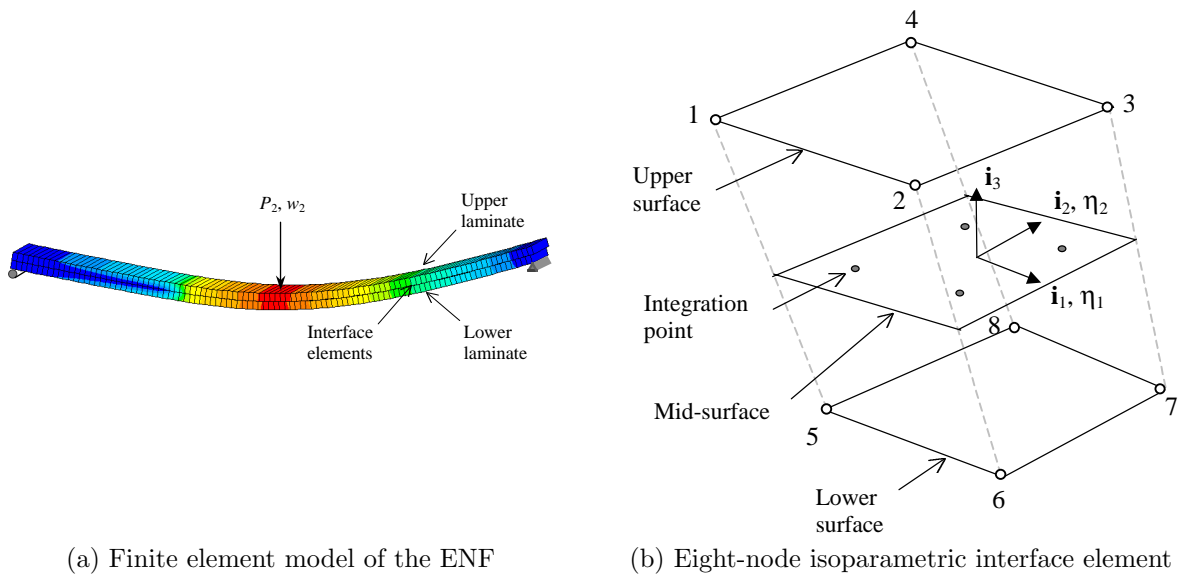 P₂, w₂
Upper
laminate
Interface
elements
Lower
laminate
(a) Finite element model of the ENF
4
1
3
Upper
surface
2
i₃
i₂, η₂
Integration
point
i₁, η₁
8
Mid-surface
5
7
6
Lower
surface
(b) Eight-node isoparametric interface element